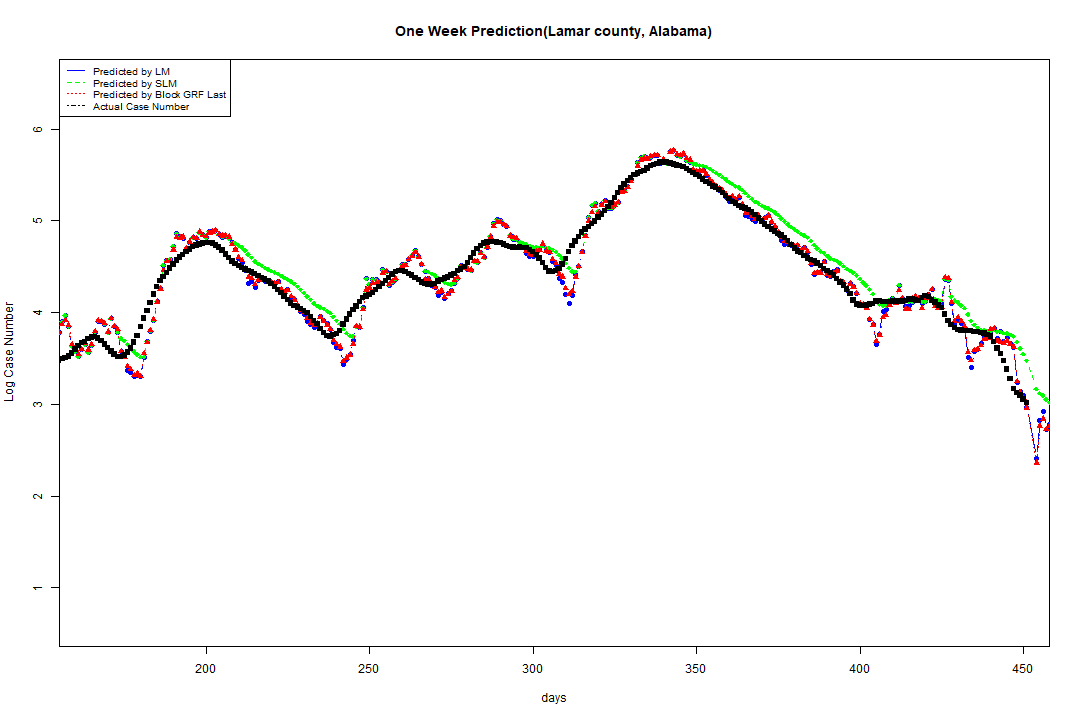 One Week Prediction(Lamar county, Alabama)
Predicted by LM
Predicted by SLM
Predicted by Block GRF Last
Actual Case Number
6
5
4
3
2
1
Log Case Number
200 250 300 350 400 450
days